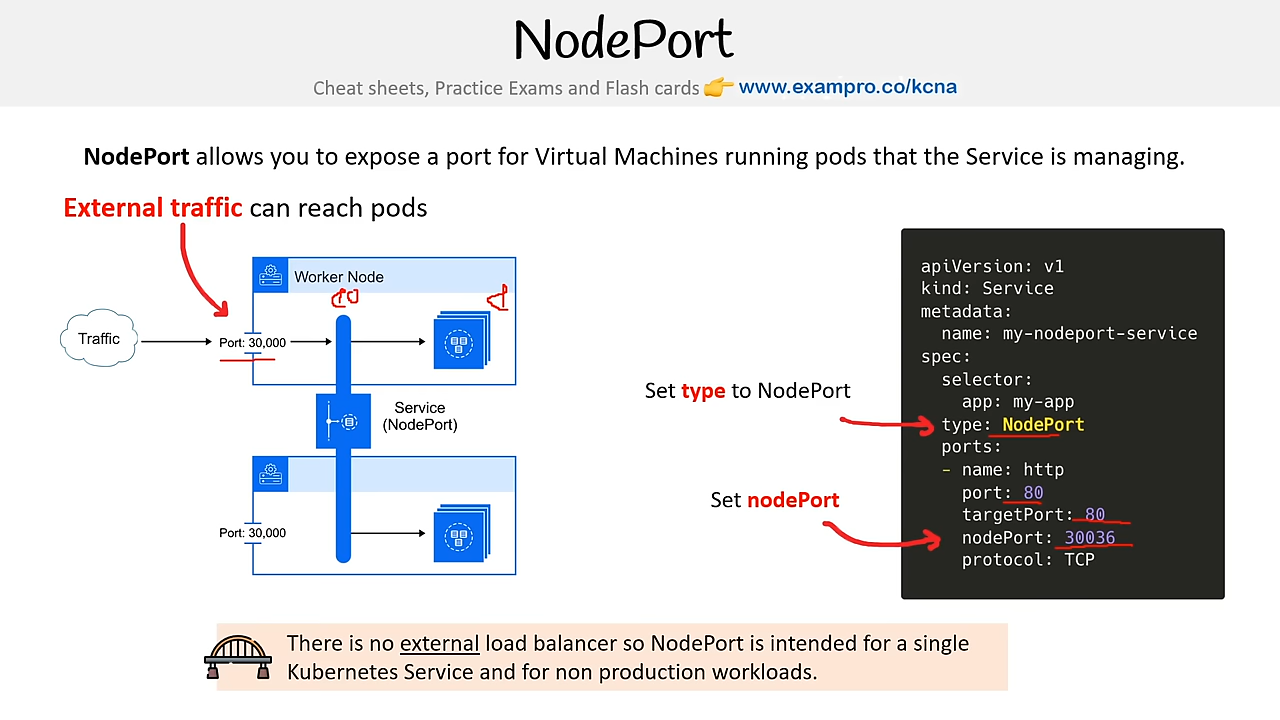 NodePort
Cheat sheets, Practice Exams and Flash cards 👉 www.exampro.co/kcna
NodePort allows you to expose a port for Virtual Machines running pods that the Service is managing.
External traffic can reach pods
Worker Node
Traffic
Port: 30,000
Service
(NodePort)
Port: 30,000
Set type to NodePort
Set nodePort
apiVersion: v1
kind: Service
metadata:
  name: my-nodeport-service
spec:
  selector:
    app: my-app
  type: NodePort
  ports:
  - name: http
    port: 80
    targetPort: 80
    nodePort: 30036
    protocol: TCP
There is no external load balancer so NodePort is intended for a single
Kubernetes Service and for non production workloads.